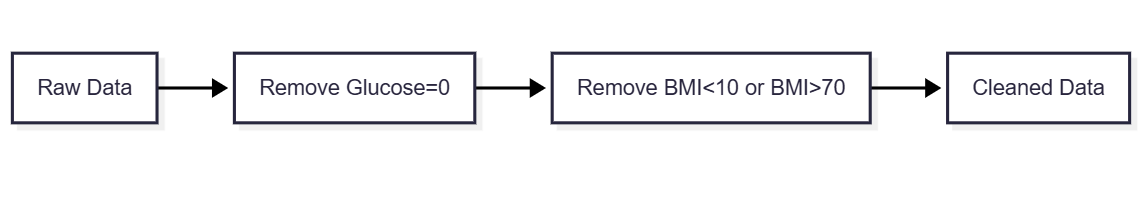 Raw Data
Remove Glucose=0
Remove BMI<10 or BMI>70
Cleaned Data